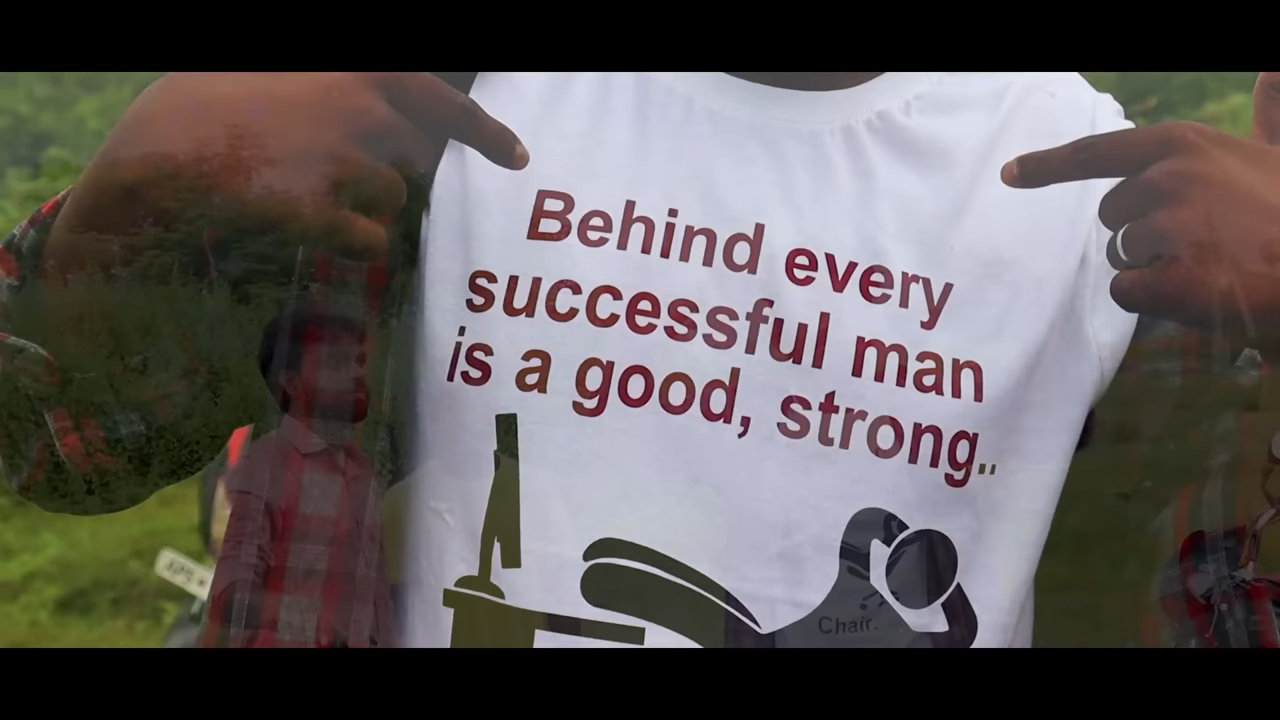 Behind every
successful man
is a good, strong..
Chair.